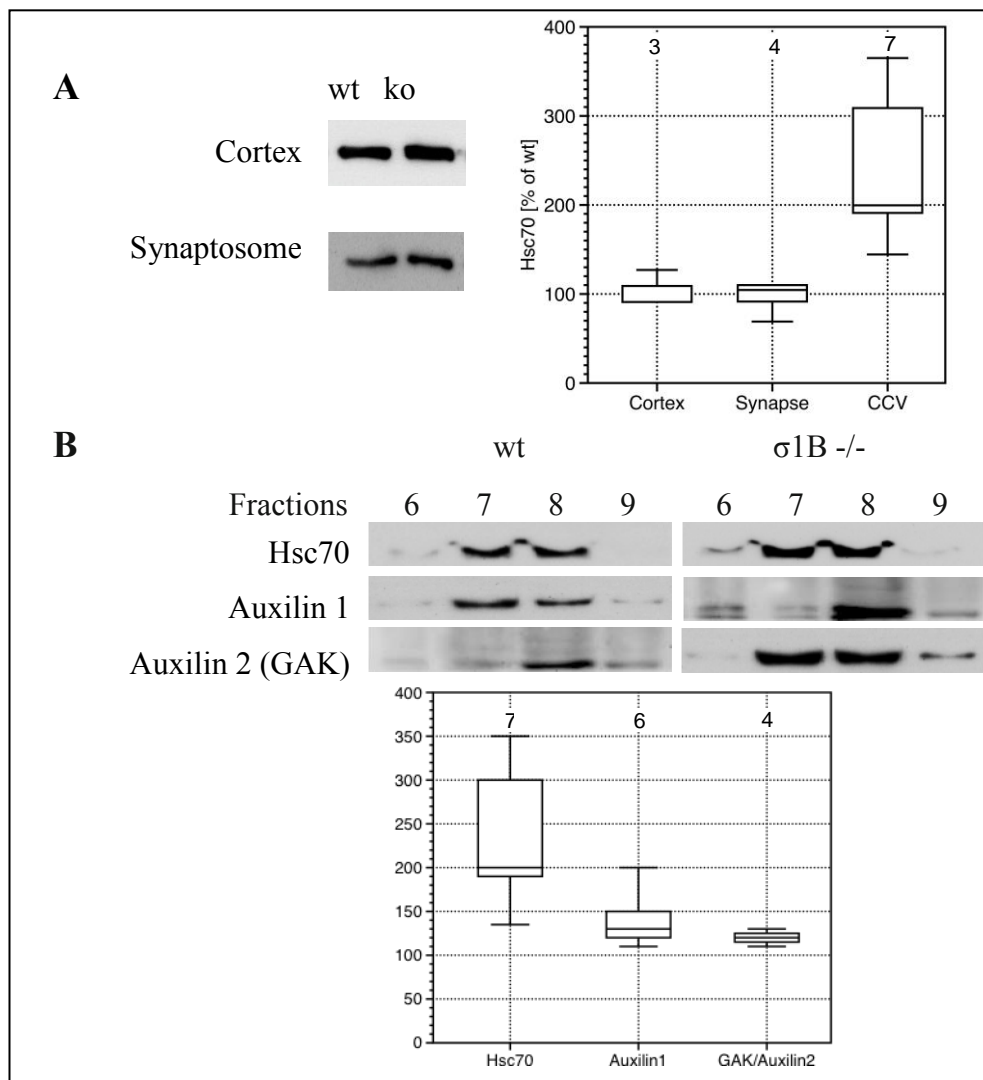 A
wt ko
Cortex
Synaptosome
400
300
200
100
0
Hsc70 [% of wt]
3 4 7
Cortex Synapse CCV
B
wt σ1B -/-
Fractions 6 7 8 9 6 7 8 9
Hsc70
Auxilin 1
Auxilin 2 (GAK)
400
350
300
250
200
150
100
50
0
7 6 4
Hsc70 Auxilin1 GAK/Auxilin2